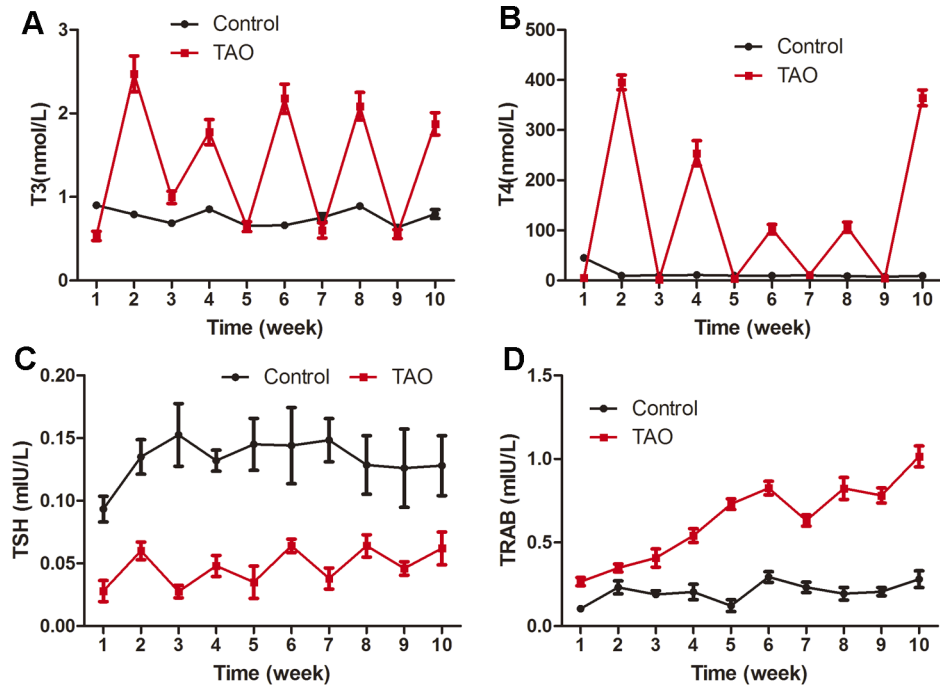 A
Control
TAO
T3(nmol/L)
3
2
1
0
1 2 3 4 5 6 7 8 9 10
Time (week)
B
Control
TAO
T4(nmol/L)
500
400
300
200
100
0
1 2 3 4 5 6 7 8 9 10
Time (week)
C
Control TAO
TSH (mIU/L)
0.20
0.15
0.10
0.05
0.00
1 2 3 4 5 6 7 8 9 10
Time (week)
D
Control
TAO
TRAB (mIU/L)
1.5
1.0
0.5
0.0
1 2 3 4 5 6 7 8 9 10
Time (week)